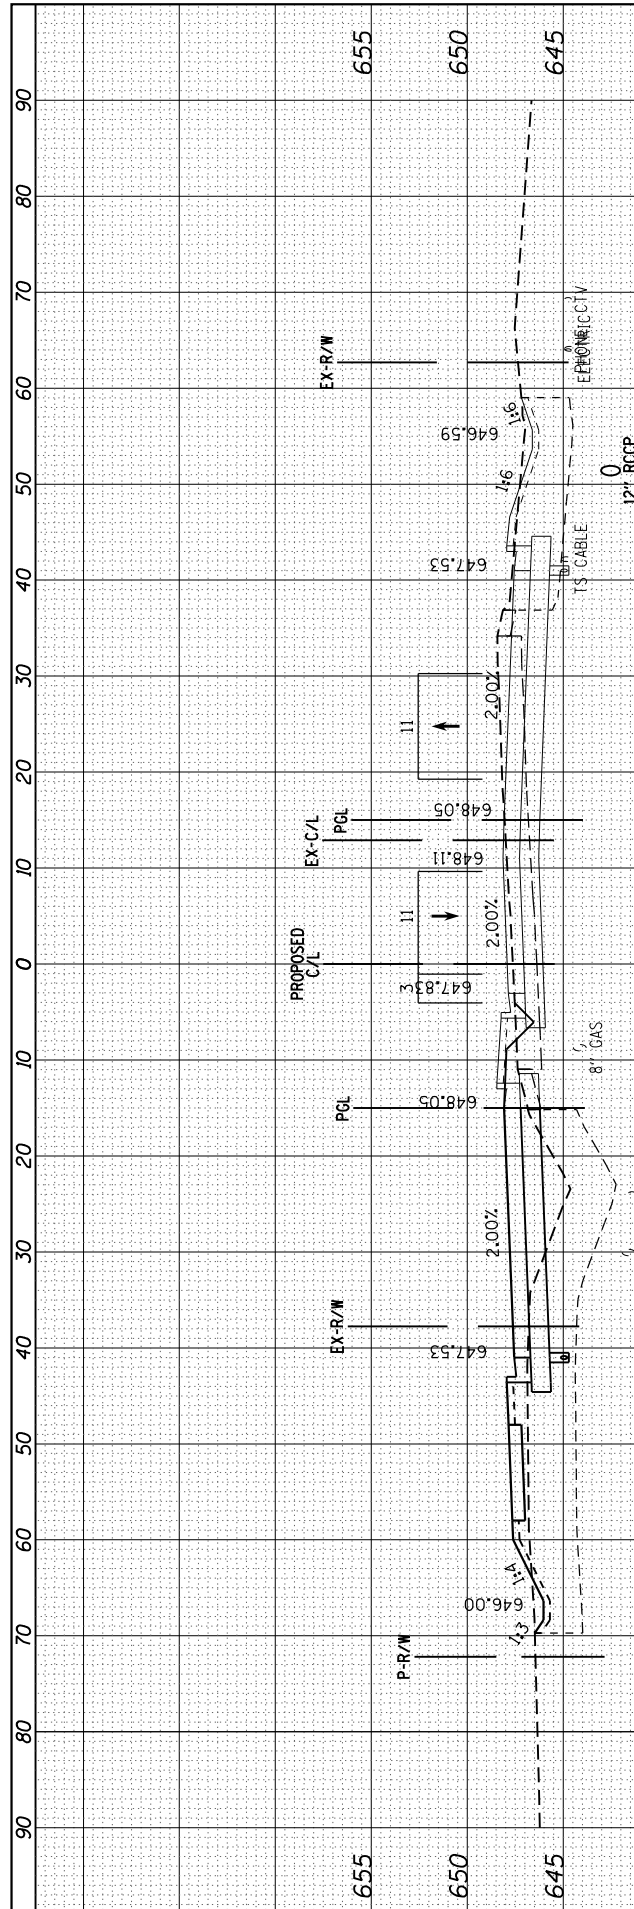 90 80 70 60 50 40 30 20 10 0 10 20 30 40 50 60 70 80 90
655 655
650 650
645 645
P-R/W
EX-R/W
PGL
PROPOSED
C/L
EX-C/L
PGL
EX-R/W
3
11
11
646.00
647.53
648.05
647.83
648.11
648.05
647.53
646.59
1:3
1:4
2.00%
2.00%
2.00%
1:6
1:6
8" GAS
TS CABLE
12" RCCP
ELECTRIC
PHONE
CTV